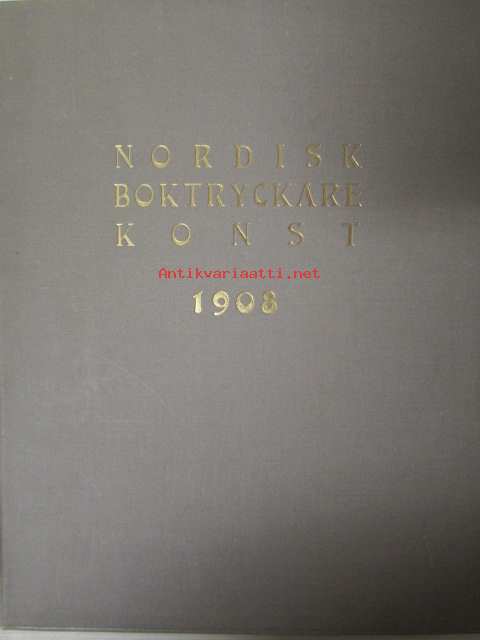 NORDISK
BOKTRYCKARE
KONST
Antikvariaatti.net
1908